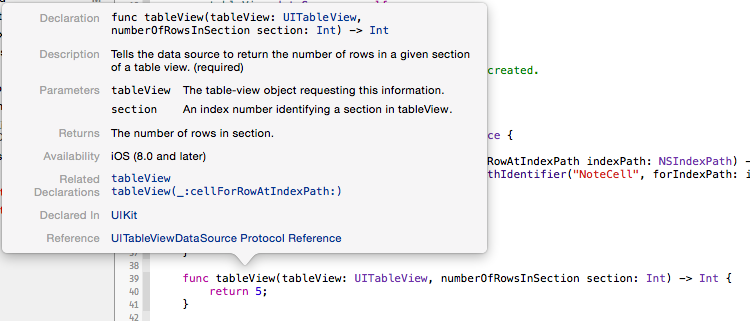 Declaration func tableView(tableView: UITableView,
numberOfRowsInSection section: Int) -> Int
Description Tells the data source to return the number of rows in a given section
of a table view. (required)
Parameters tableView The table-view object requesting this information.
section An index number identifying a section in tableView.
Returns The number of rows in section.
Availability iOS (8.0 and later)
Related tableView
Declarations tableView(_:cellForRowAtIndexPath:)
Declared In UIKit
Reference UITableViewDataSource Protocol Reference
created.
{
RowAtIndexPath indexPath: NSIndexPath) -
thIdentifier("NoteCell", forIndexPath: i
}
38
39 func tableView(tableView: UITableView, numberOfRowsInSection section: Int) -> Int {
40 return 5;
41 }
42